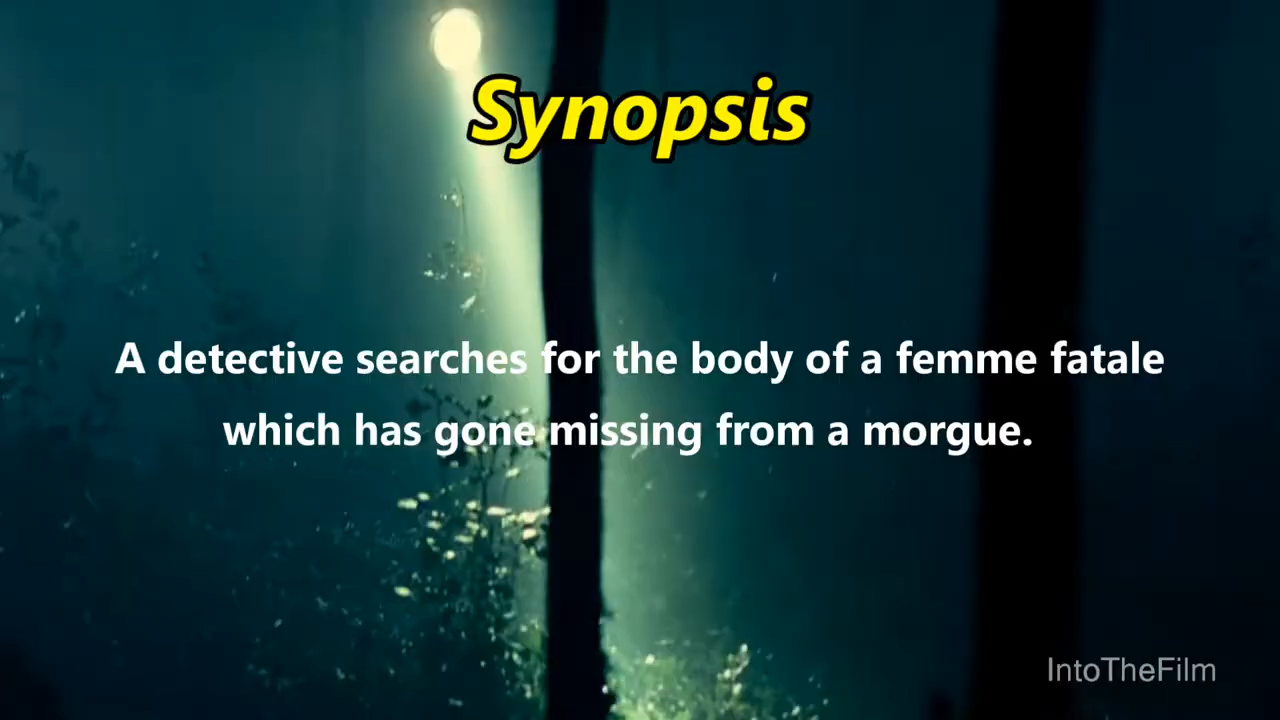 Synopsis
A detective searches for the body of a femme fatale
which has gone missing from a morgue.
IntoTheFilm